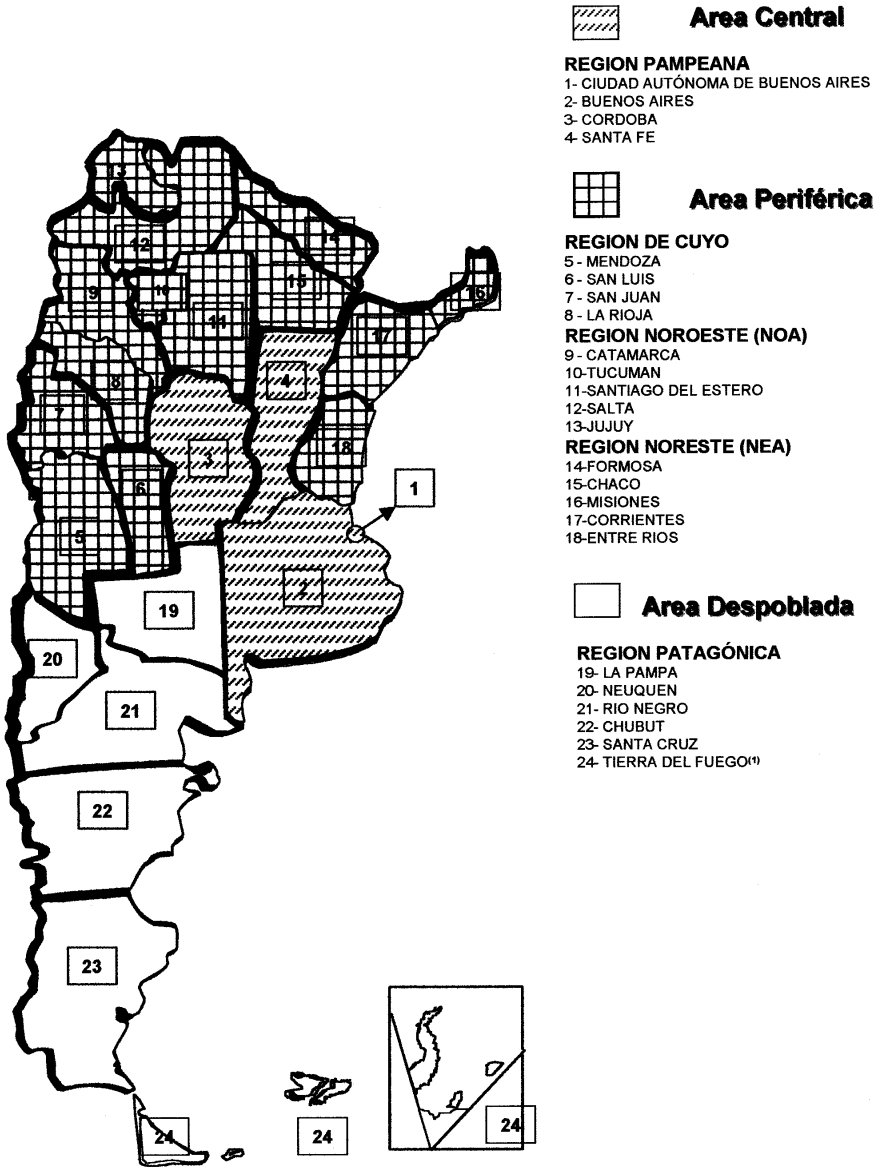 Area Central
REGION PAMPEANA
1- CIUDAD AUTÓNOMA DE BUENOS AIRES
2- BUENOS AIRES
3- CORDOBA
4- SANTA FE
Area Periférica
REGION DE CUYO
5 - MENDOZA
6 - SAN LUIS
7 - SAN JUAN
8 - LA RIOJA
REGION NOROESTE (NOA)
9 - CATAMARCA
10-TUCUMAN
11-SANTIAGO DEL ESTERO
12-SALTA
13-JUJUY
REGION NORESTE (NEA)
14-FORMOSA
15-CHACO
16-MISIONES
17-CORRIENTES
18-ENTRE RIOS
Area Despoblada
REGION PATAGÓNICA
19- LA PAMPA
20- NEUQUEN
21- RIO NEGRO
22- CHUBUT
23- SANTA CRUZ
24- TIERRA DEL FUEGO(1)
13
12
14
9
10
15
16
11
17
8
4
7
3
18
6
1
5
2
19
20
21
22
23
24
24
24